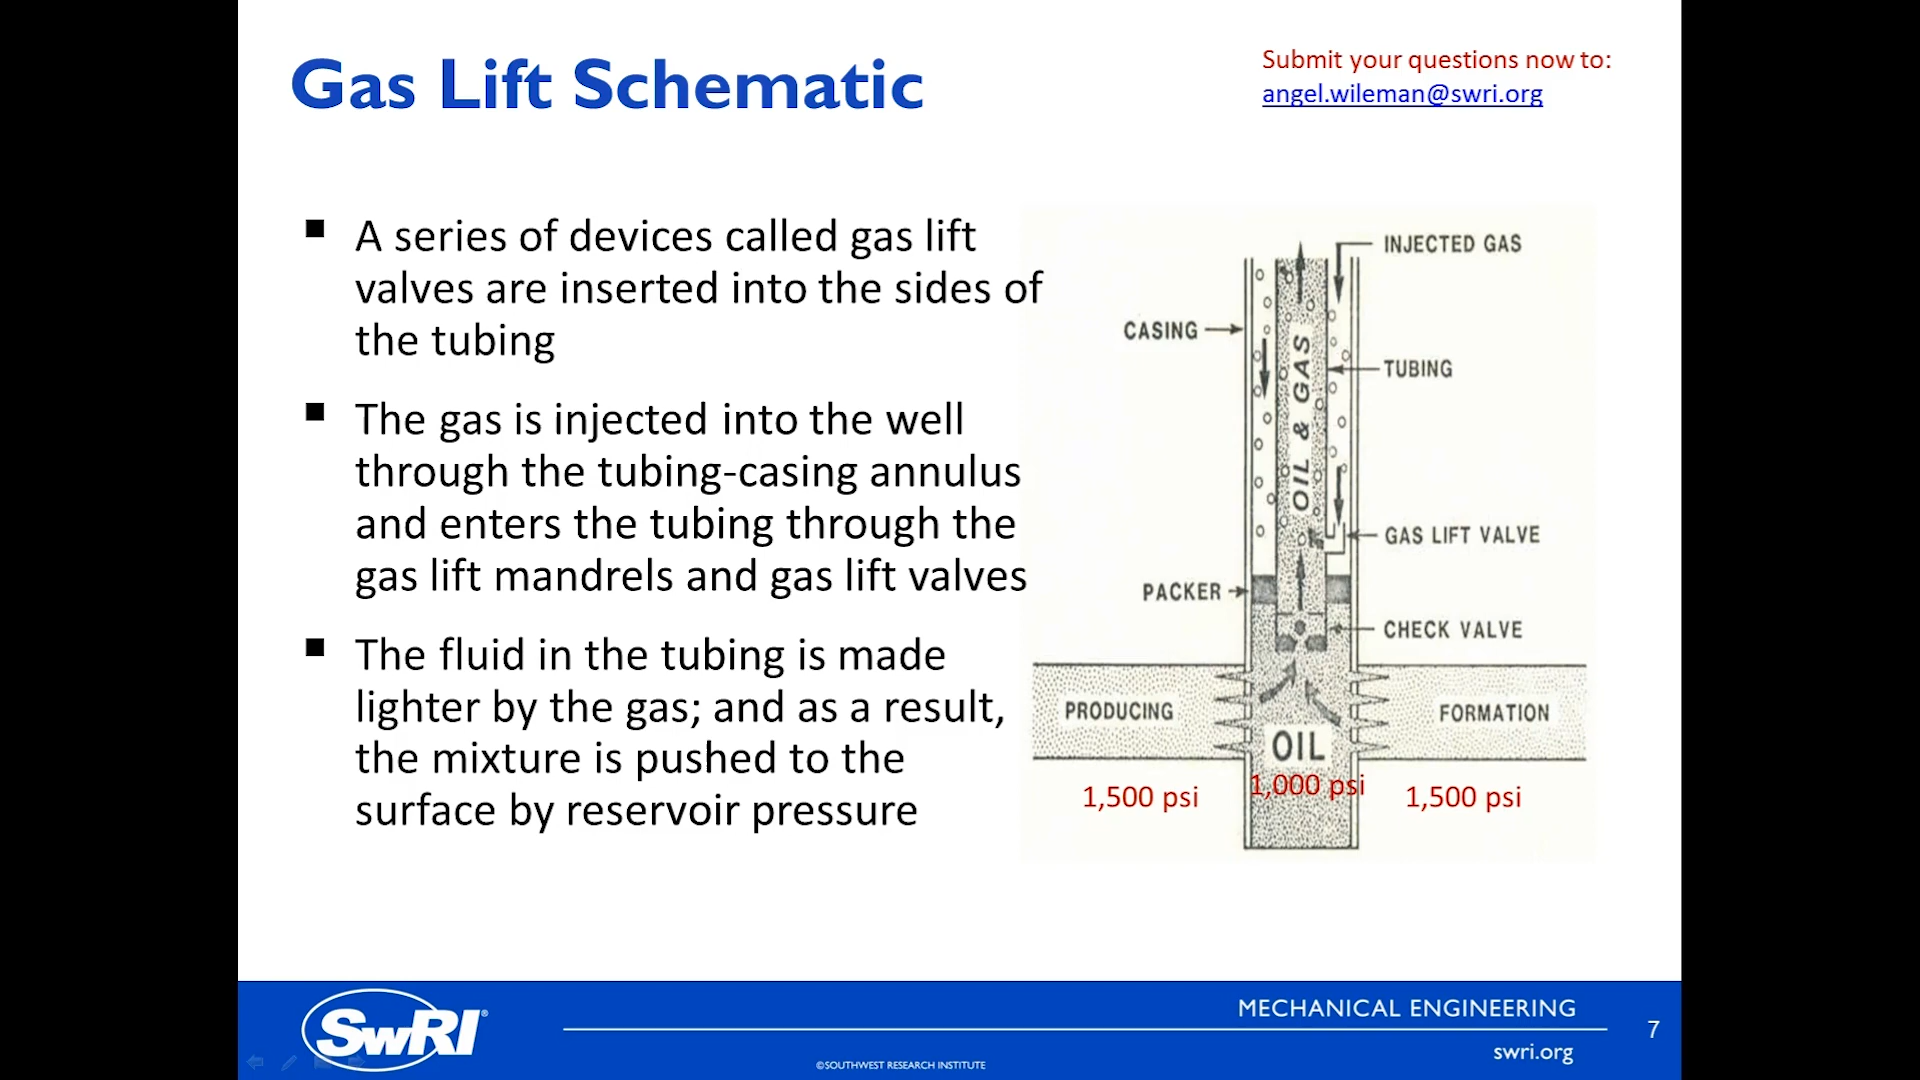 Gas Lift Schematic
Submit your questions now to:
angel.wileman@swri.org
A series of devices called gas lift
valves are inserted into the sides of
the tubing
The gas is injected into the well
through the tubing-casing annulus
and enters the tubing through the
gas lift mandrels and gas lift valves
The fluid in the tubing is made
lighter by the gas; and as a result,
the mixture is pushed to the
surface by reservoir pressure
INJECTED GAS
CASING
TUBING
OIL & GAS
GAS LIFT VALVE
PACKER
CHECK VALVE
PRODUCING
FORMATION
OIL
1,500 psi
1,000 psi
1,500 psi
SwRI®
MECHANICAL ENGINEERING
7
swri.org
©SOUTHWEST RESEARCH INSTITUTE